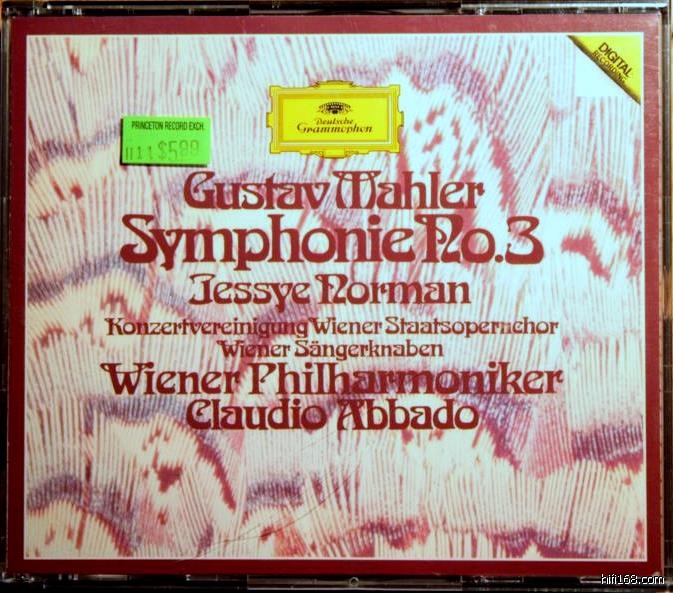 DIGITAL
RECORDING
Deutsche
Grammophon
PRINCETON RECORD EXCH.
$5.99
Gustav Mahler
Symphonie No.3
Jessye Norman
Konzertvereinigung Wiener Staatsopernchor
Wiener Sängerknaben
Wiener Philharmoniker
Claudio Abbado
hifi168.com